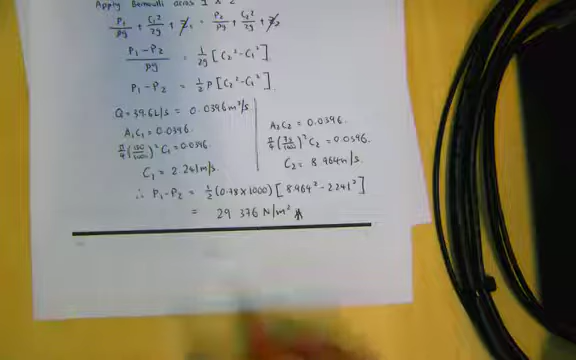 Apply Bernoulli across 1 & 2
P₁/ρg + C₁²/2g + z₁ = P₂/ρg + C₂²/2g + z₂
(P₁-P₂)/ρg = 1/2g [C₂²-C₁²]
P₁-P₂ = 1/2 ρ [C₂²-C₁²]
Q = 39.6L/s = 0.0396 m³/s
A₁C₁ = 0.0396.
π/4 (150/1000)² C₁ = 0.0396
C₁ = 2.241m/s
A₂C₂ = 0.0396.
π/4 (75/1000)² C₂ = 0.0396.
C₂ = 8.964m/s.
∴ P₁-P₂ = 1/2 (0.78 x 1000) [8.964² - 2.241²]
= 29 376 N/m²